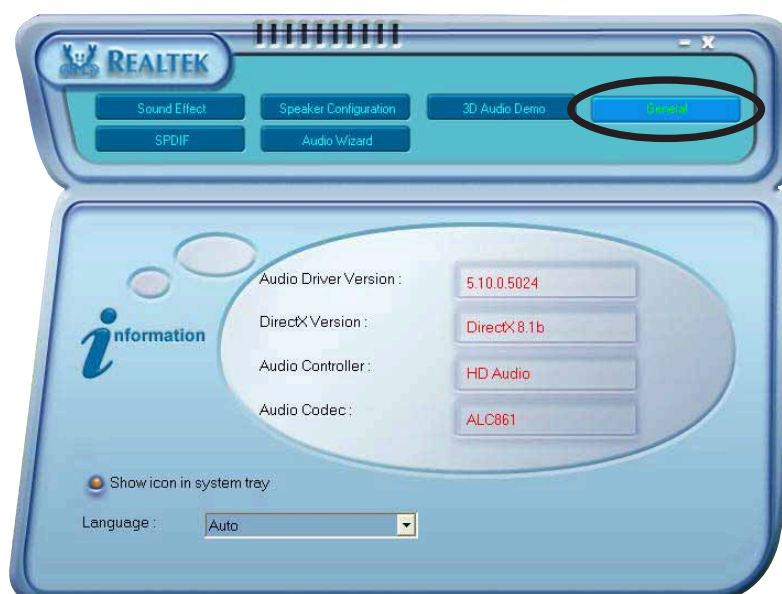 REALTEK
- X
Sound Effect Speaker Configuration 3D Audio Demo General
SPDIF Audio Wizard
Audio Driver Version : 5.10.0.5024
DirectX Version : DirectX 8.1b
information
Audio Controller : HD Audio
Audio Codec : ALC861
Show icon in system tray
Language : Auto